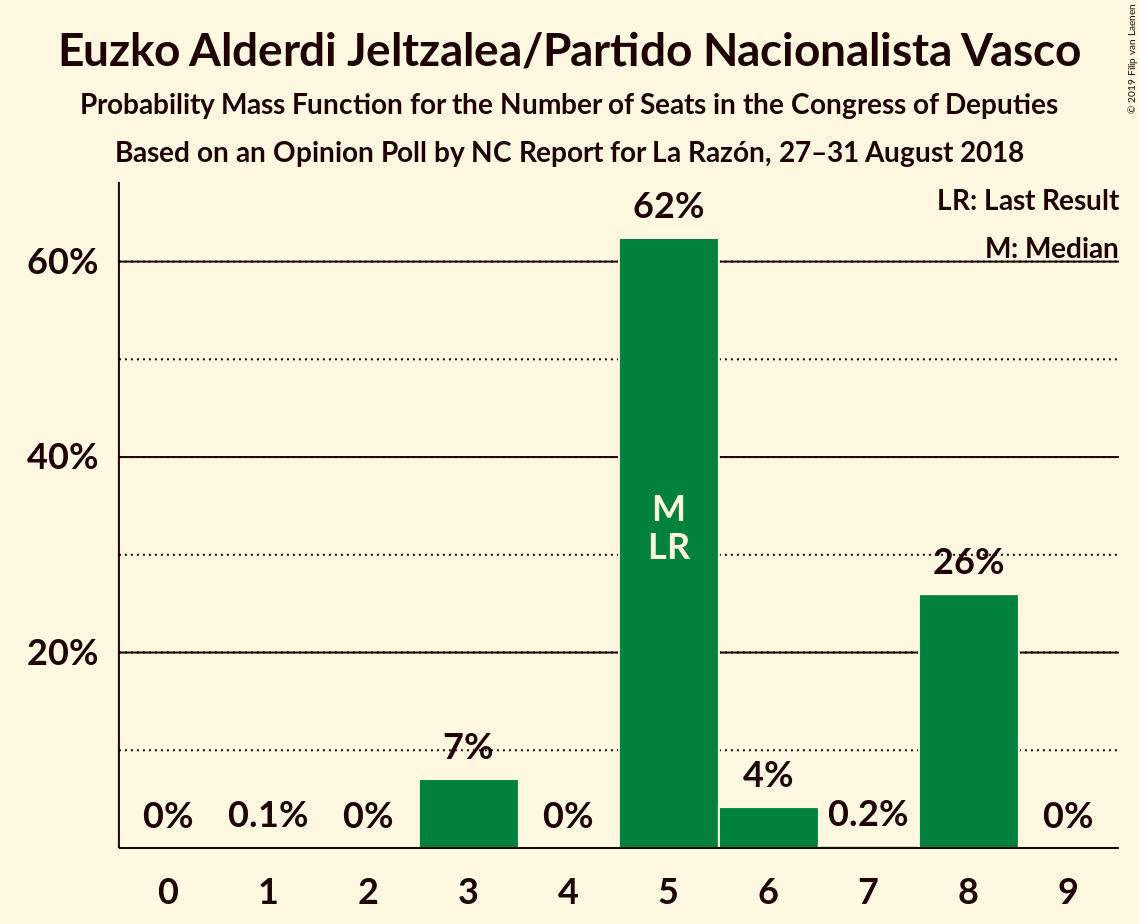 Euzko Alderdi Jeltzalea/Partido Nacionalista Vasco
Probability Mass Function for the Number of Seats in the Congress of Deputies
Based on an Opinion Poll by NC Report for La Razón, 27–31 August 2018
© 2019 Filip van Laenen
LR: Last Result
M: Median
60%
40%
20%
0%
0.1%
0%
7%
0%
62%
M
LR
4%
0.2%
26%
0%
0 1 2 3 4 5 6 7 8 9